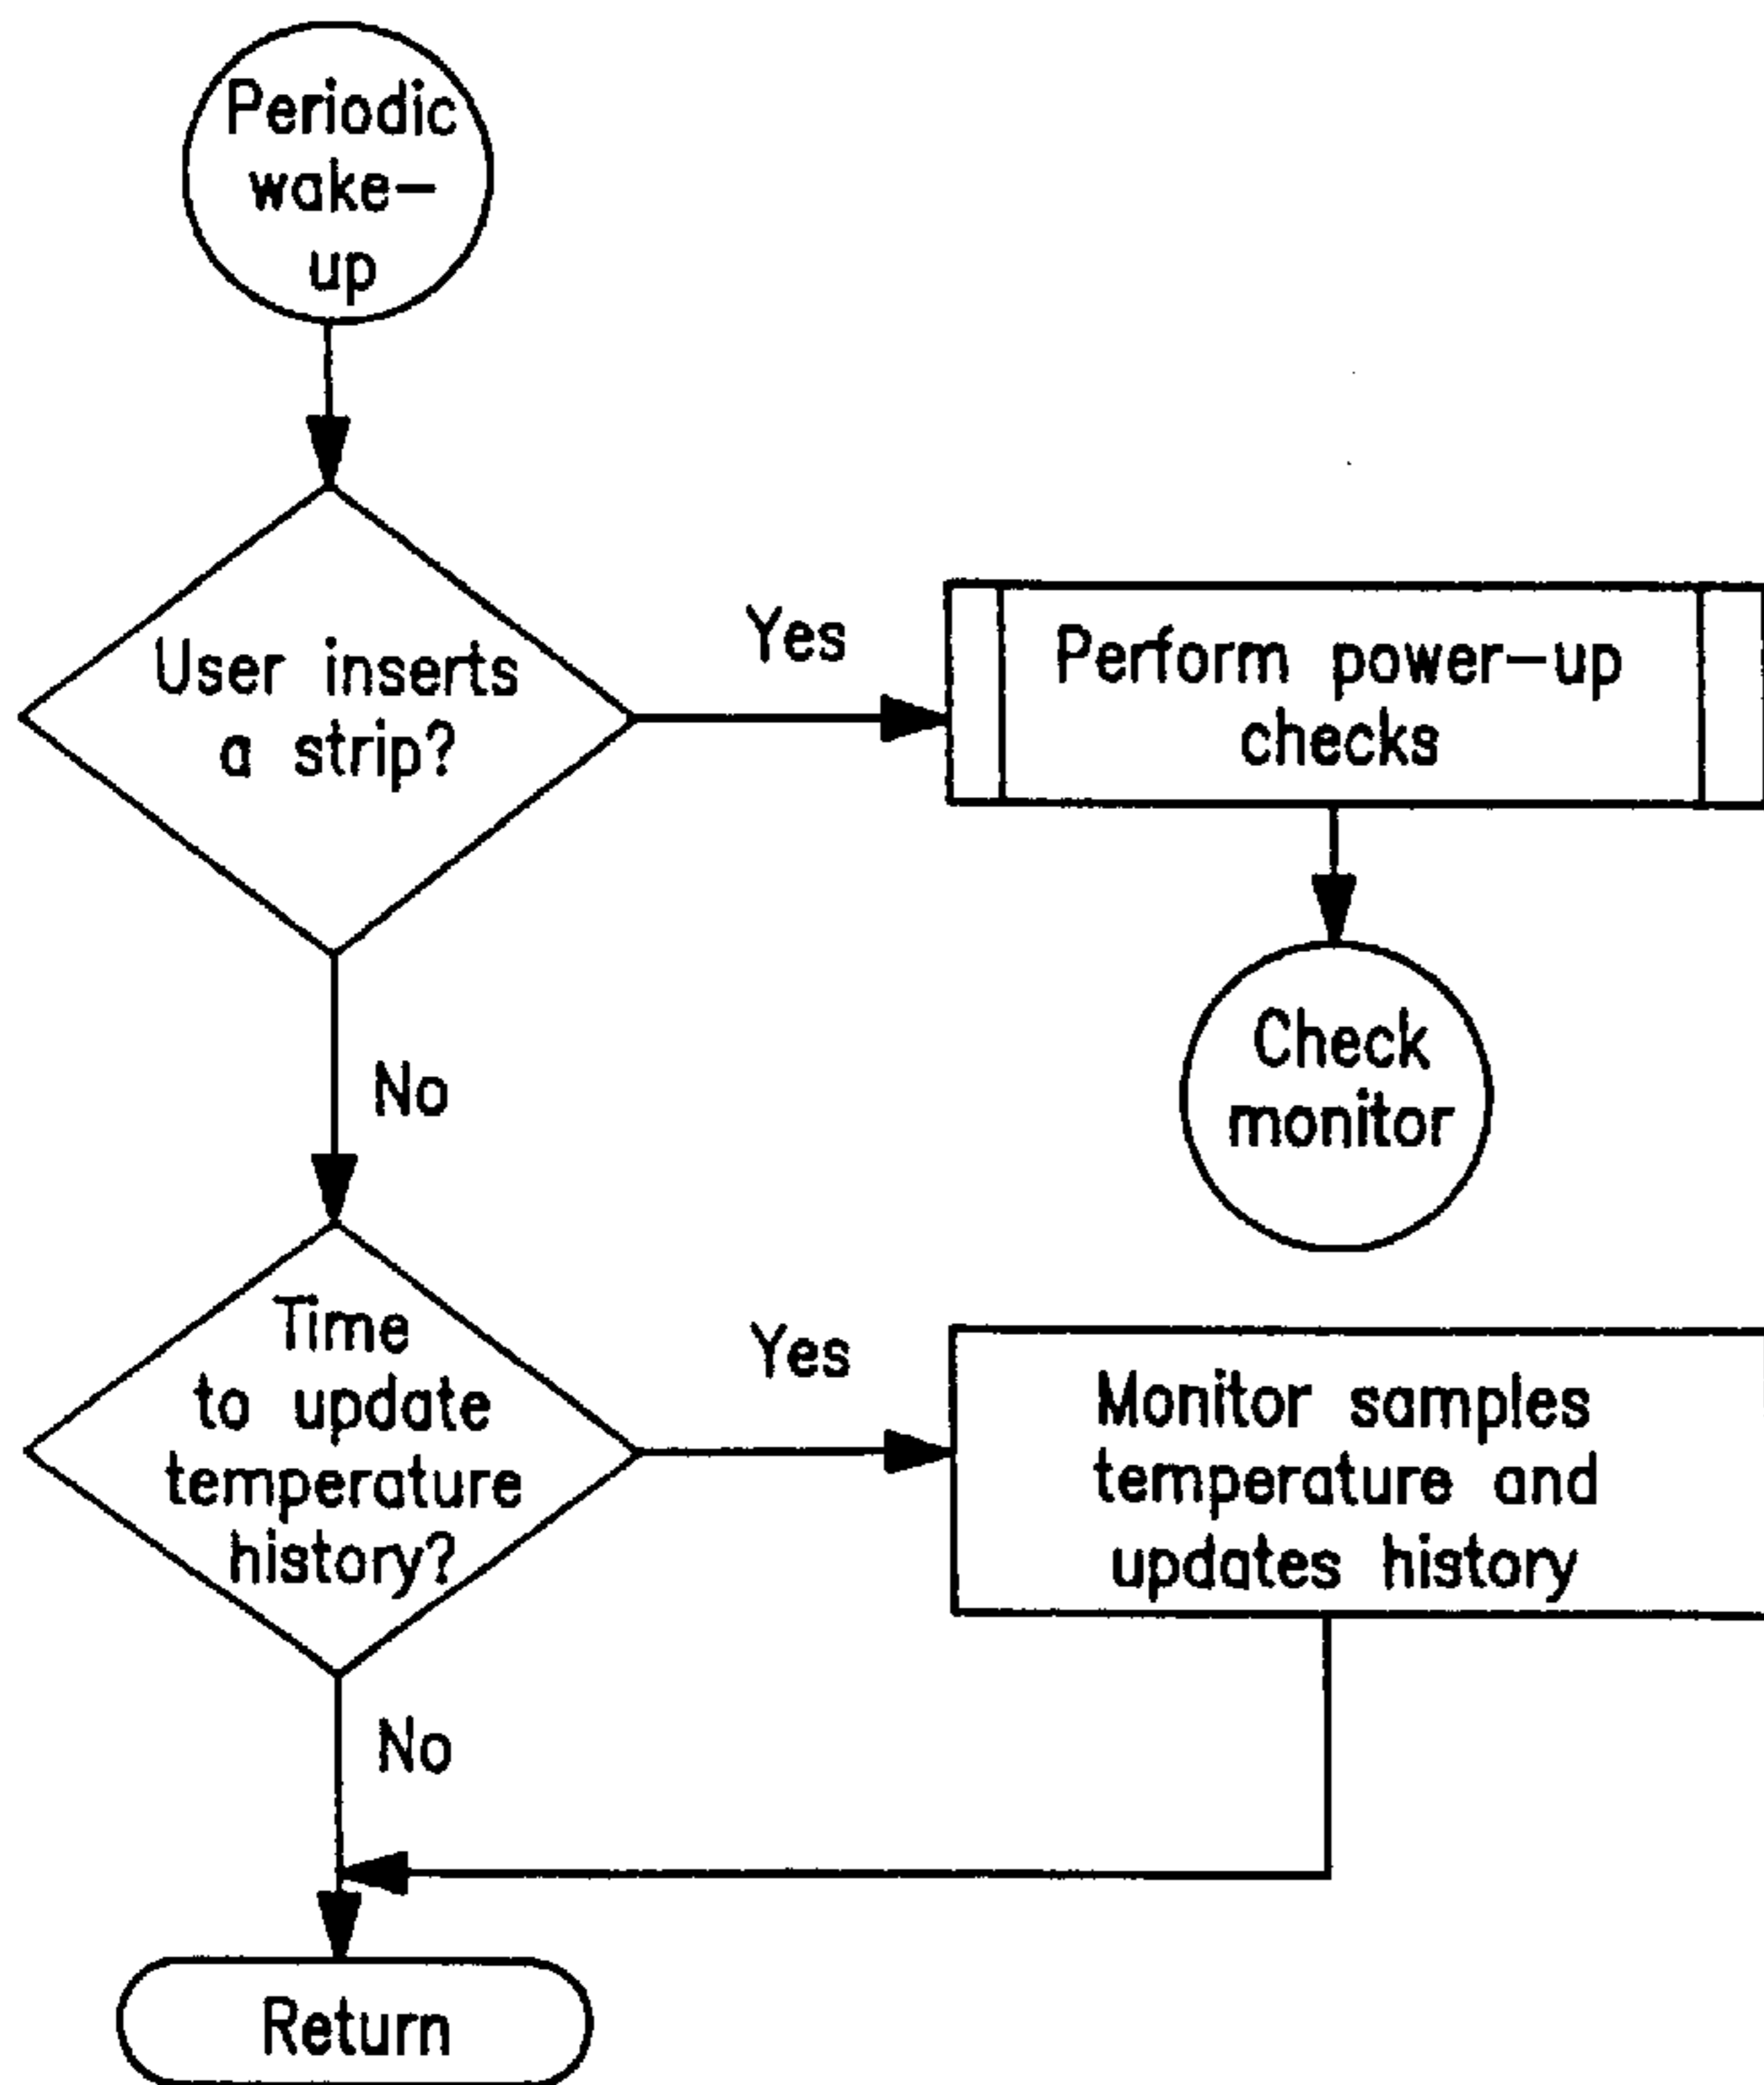 Periodic
wake-
up
User inserts
a strip?
Yes
Perform power-up
checks
Check
monitor
No
Time
to update
temperature
history?
Yes
Monitor samples
temperature and
updates history
No
Return